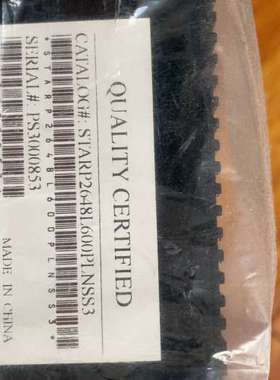 QUALITY CERTIFIED
CATALOG#: STARP2648L600PLNSS3
*STARP2648L600PLNSS3*
SERIAL# PS3000853
MADE IN CHINA